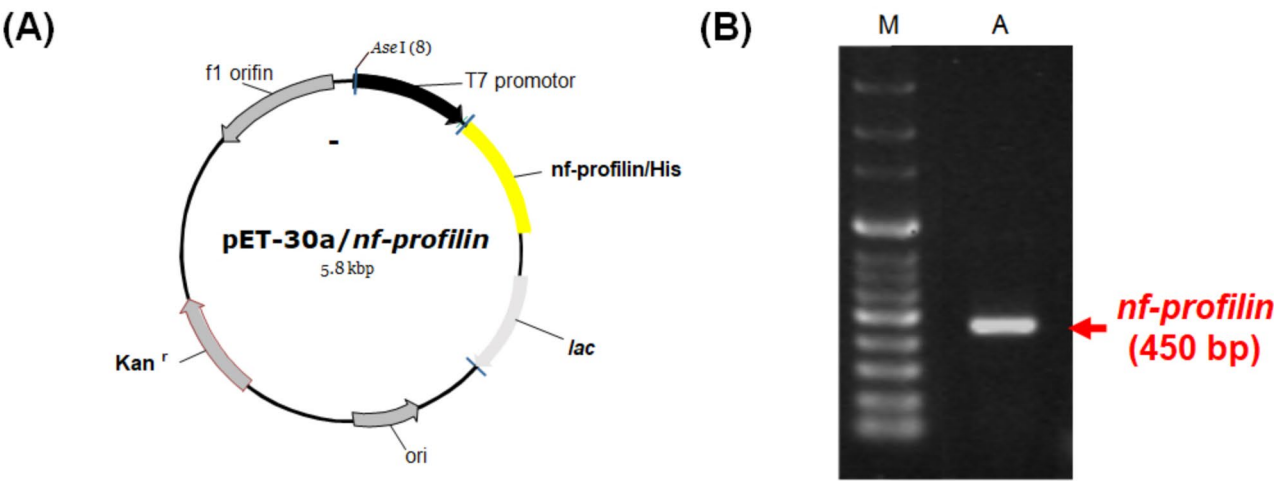 (A)
AseI (8)
f1 orifin
T7 promotor
-
nf-profilin/His
pET-30a/nf-profilin
5.8 kbp
lac
Kan r
ori
(B)
M A
nf-profilin
(450 bp)